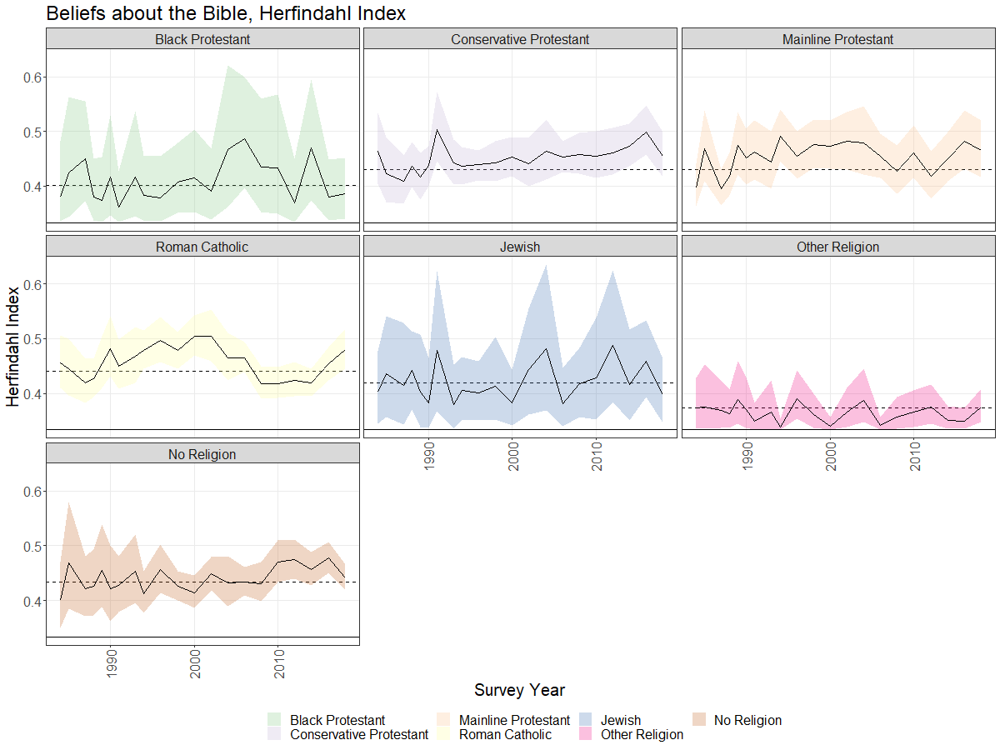 Beliefs about the Bible, Herfindahl Index
Black Protestant
Conservative Protestant
Mainline Protestant
0.6
0.5
0.4
Roman Catholic
Jewish
Other Religion
0.6
0.5
0.4
1990
2000
2010
1990
2000
2010
No Religion
0.6
0.5
0.4
1990
2000
2010
Herfindahl Index
Survey Year
Black Protestant
Mainline Protestant
Jewish
No Religion
Conservative Protestant
Roman Catholic
Other Religion